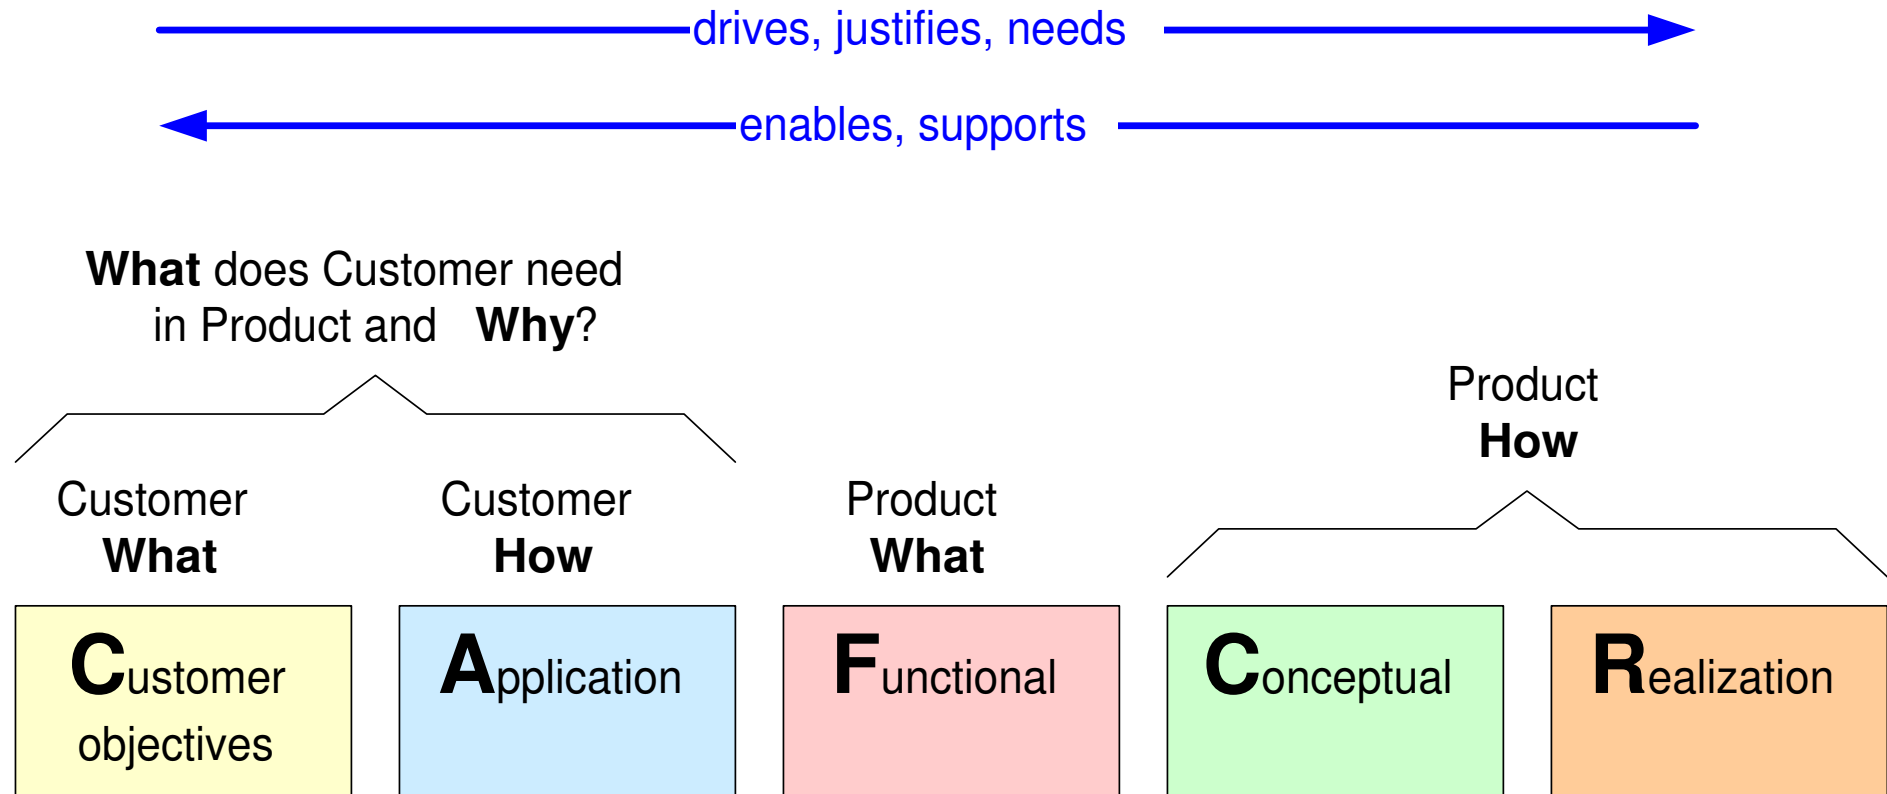 drives, justifies, needs
enables, supports
What does Customer need
in Product and Why?
Product
How
Customer
What
Customer
How
Product
What
Customer
objectives
Application
Functional
Conceptual
Realization